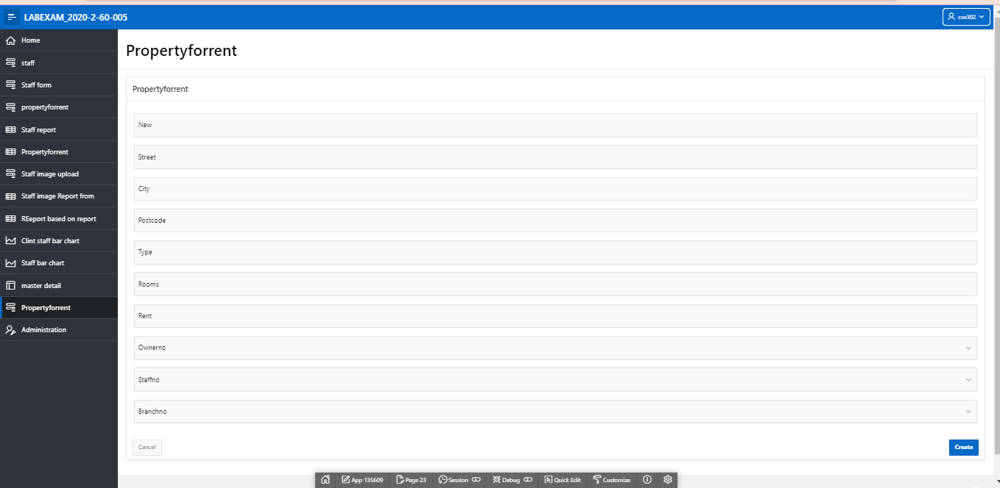 LABEXAM_2020-2-60-005
cse302
Home
staff
Staff form
propertyforrent
Staff report
Propertyforrent
Staff image upload
Staff image Report from
REeport based on report
Clint staff bar chart
Staff bar chart
master detail
Propertyforrent
Administration
Propertyforrent
Propertyforrent
New
Street
City
Postcode
Type
Rooms
Rent
Ownerno
Staffno
Branchno
Cancel
Create
App 135609
Page 23
Session
Debug
Quick Edit
Customize